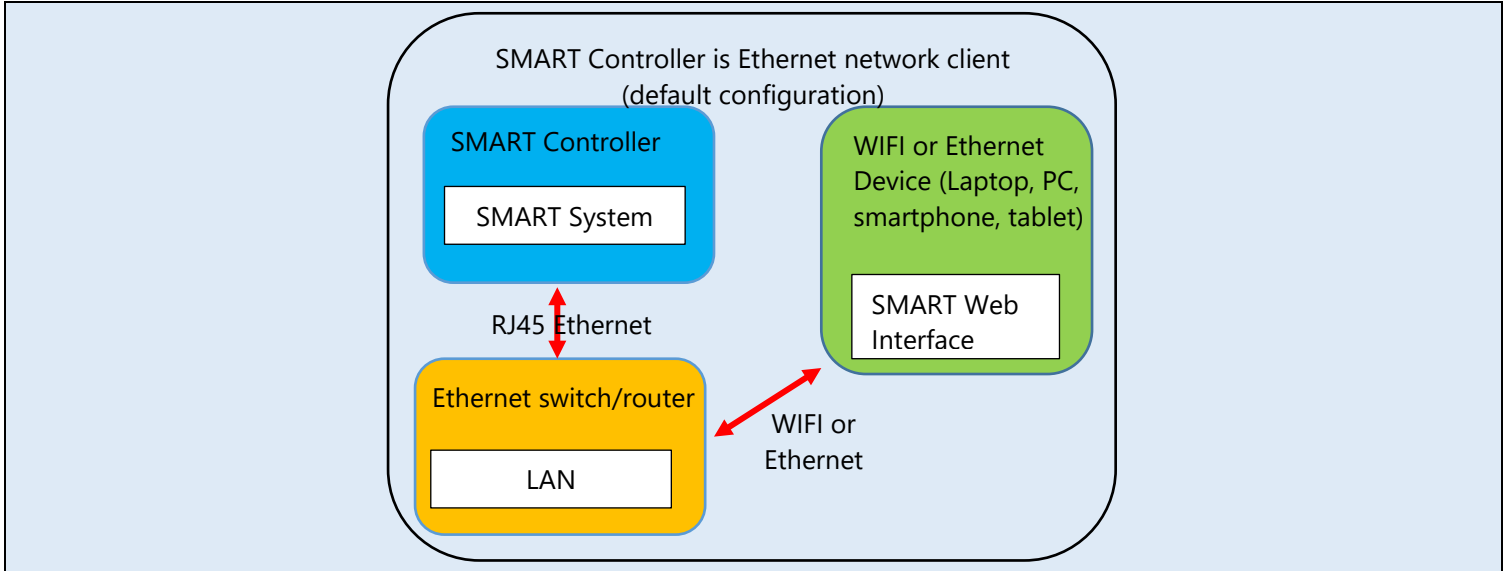 SMART Controller is Ethernet network client
(default configuration)
SMART Controller
SMART System
WIFI or Ethernet
Device (Laptop, PC,
smartphone, tablet)
SMART Web
Interface
RJ45 Ethernet
Ethernet switch/router
LAN
WIFI or
Ethernet